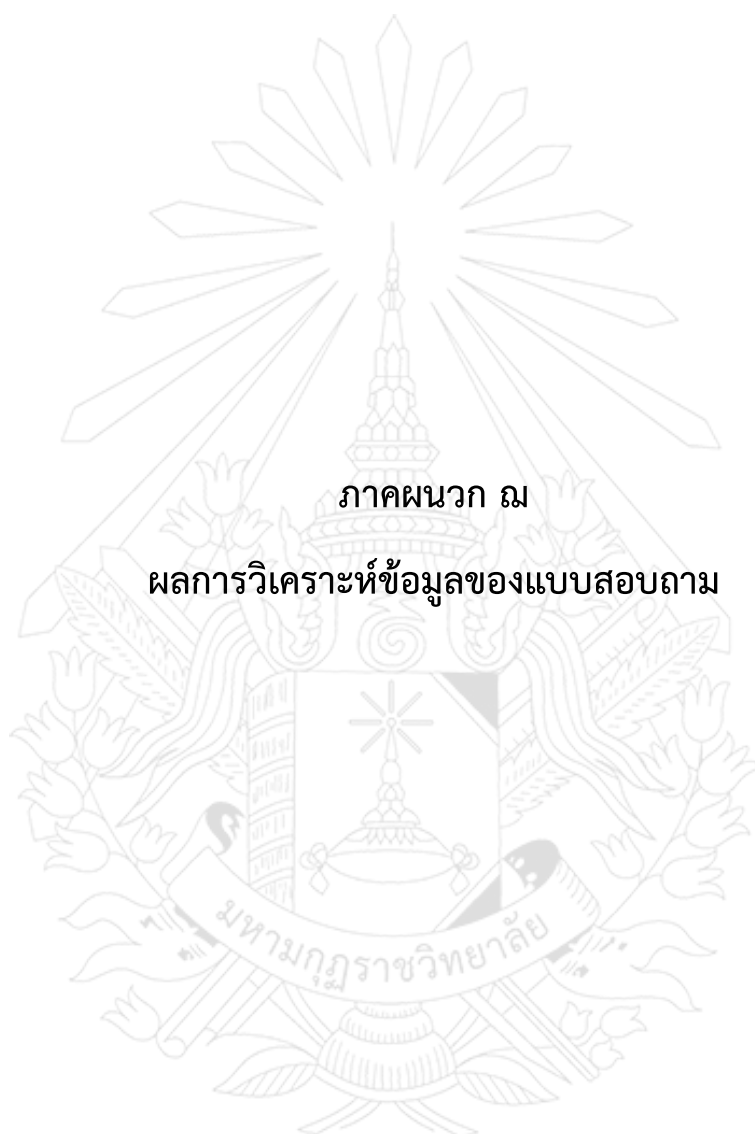 ภาคผนวก ฌ
ผลการวิเคราะห์ข้อมูลของแบบสอบถาม
มหามกุฏราชวิทยาลัย